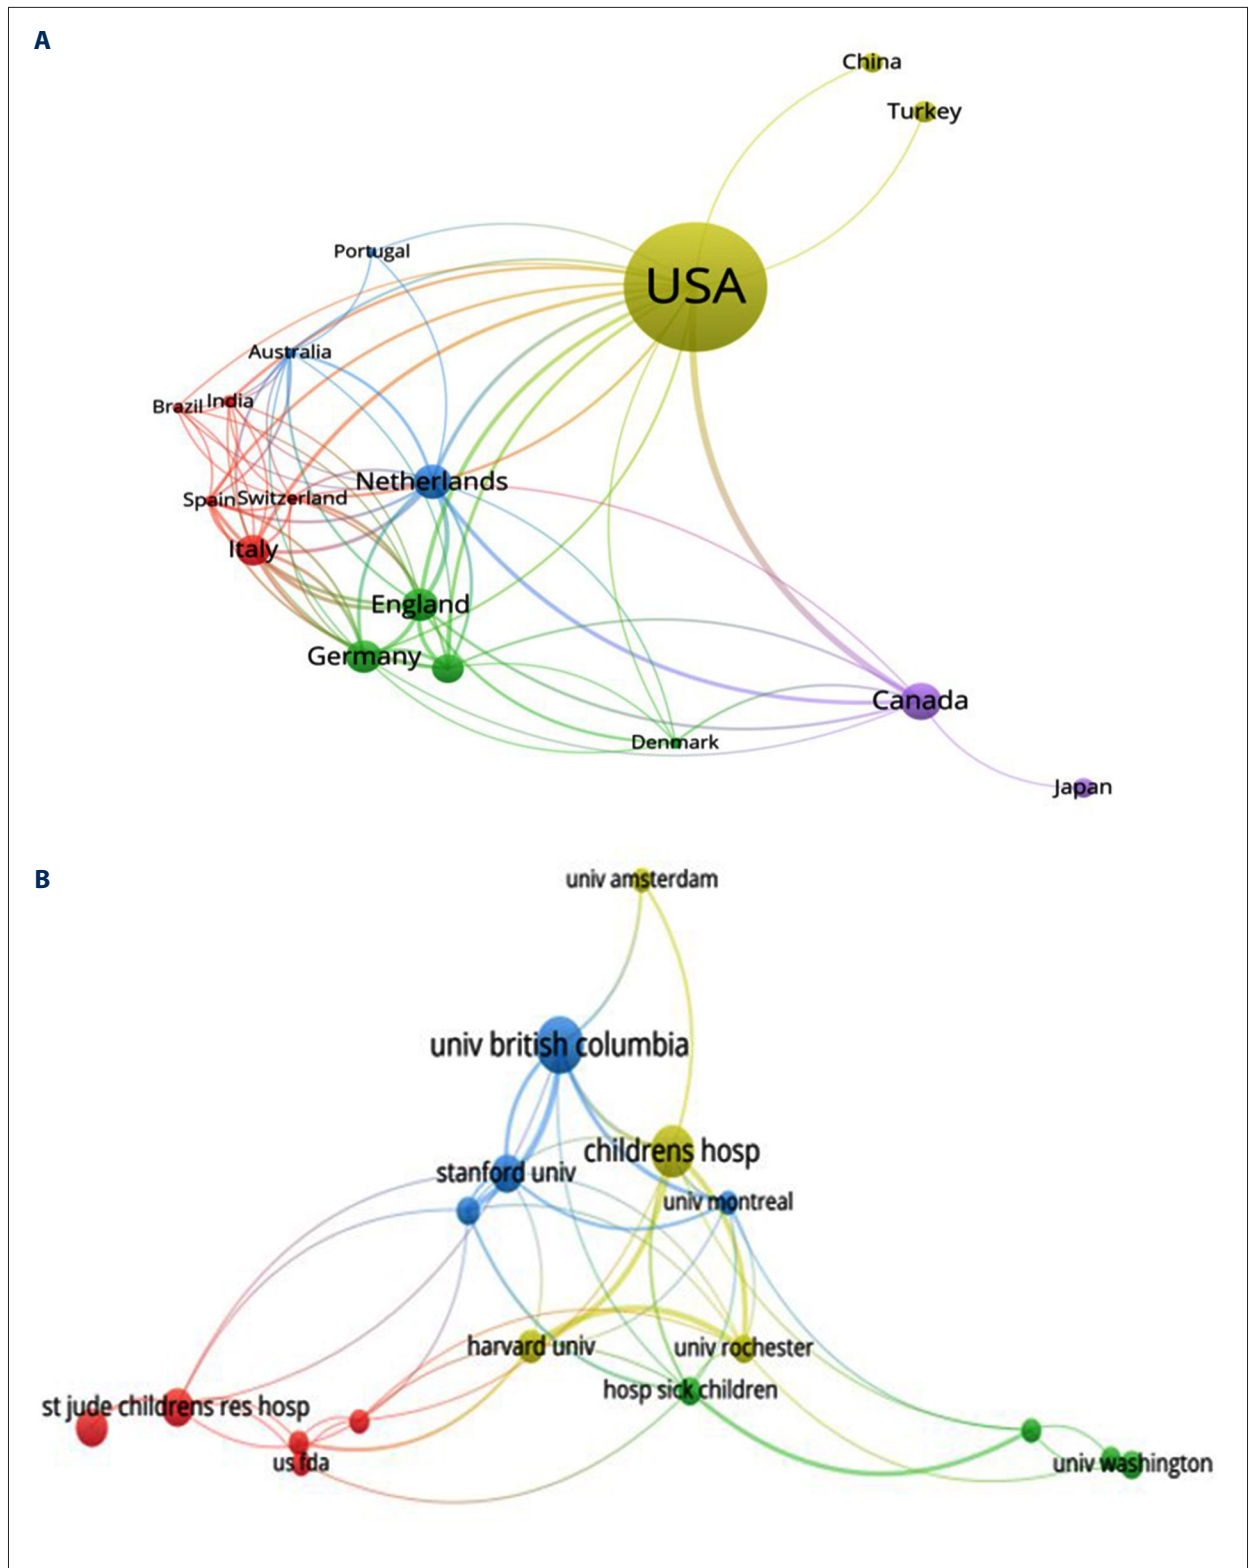 A
China
Turkey
USA
Portugal
Australia
Brazil
India
Netherlands
Spain
Switzerland
Italy
England
Germany
Canada
Denmark
Japan
B
univ amsterdam
univ british columbia
childrens hosp
stanford univ
univ montreal
harvard univ
univ rochester
hosp sick children
st jude childrens res hosp
us fda
univ washington